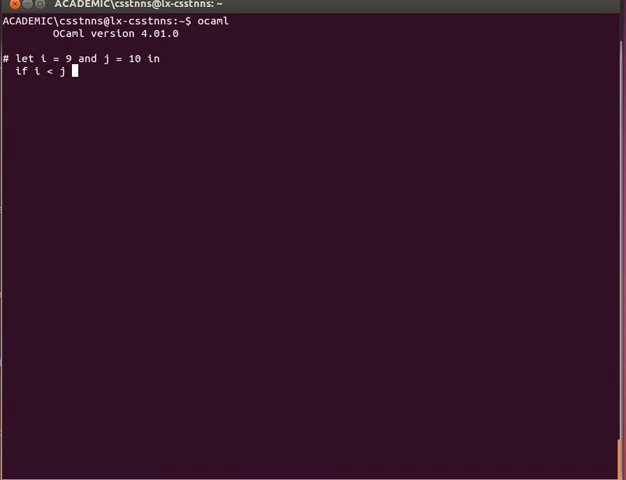 ACADEMIC\csstnns@lx-csstnns: ~
ACADEMIC\csstnns@lx-csstnns:~$ ocaml
        OCaml version 4.01.0
# let i = 9 and j = 10 in
  if i < j